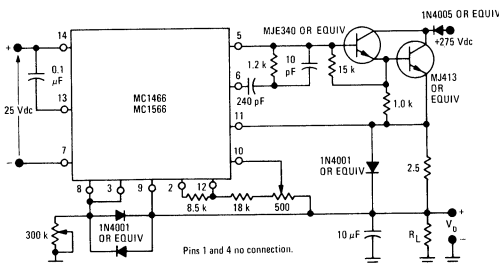 1N4005 OR EQUIV
MJE340 OR EQUIV
+275 Vdc
14
5
+
1.2 k
10
pF
15 k
MJ413
OR
EQUIV
0.1
μF
6
240 pF
1.0 k
MC1466
MC1566
25 Vdc
13
11
10
1N4001
OR EQUIV
2.5
–
7
8
3
9
2
12
8.5 k
18 k
500
300 k
1N4001
OR EQUIV
10 μF
RL
+
VO
–
Pins 1 and 4 no connection.